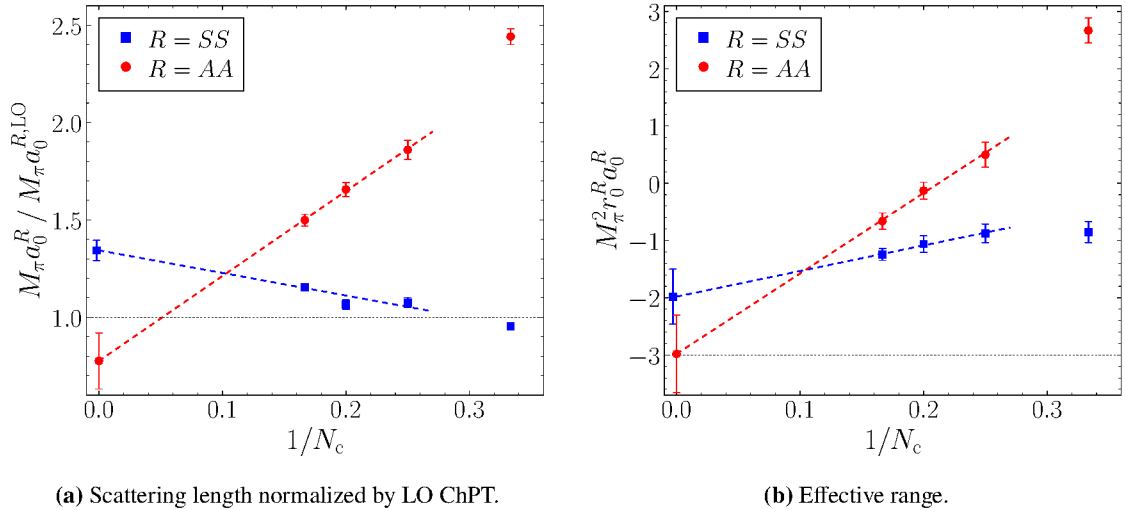 R = SS
R = AA
2.5
2.0
1.5
1.0
M_π a_0^R / M_π a_0^{R,LO}
0.0 0.1 0.2 0.3
1/N_c
(a) Scattering length normalized by LO ChPT.
R = SS
R = AA
3
2
1
0
−1
−2
−3
M_π^2 r_0^R a_0^R
0.0 0.1 0.2 0.3
1/N_c
(b) Effective range.